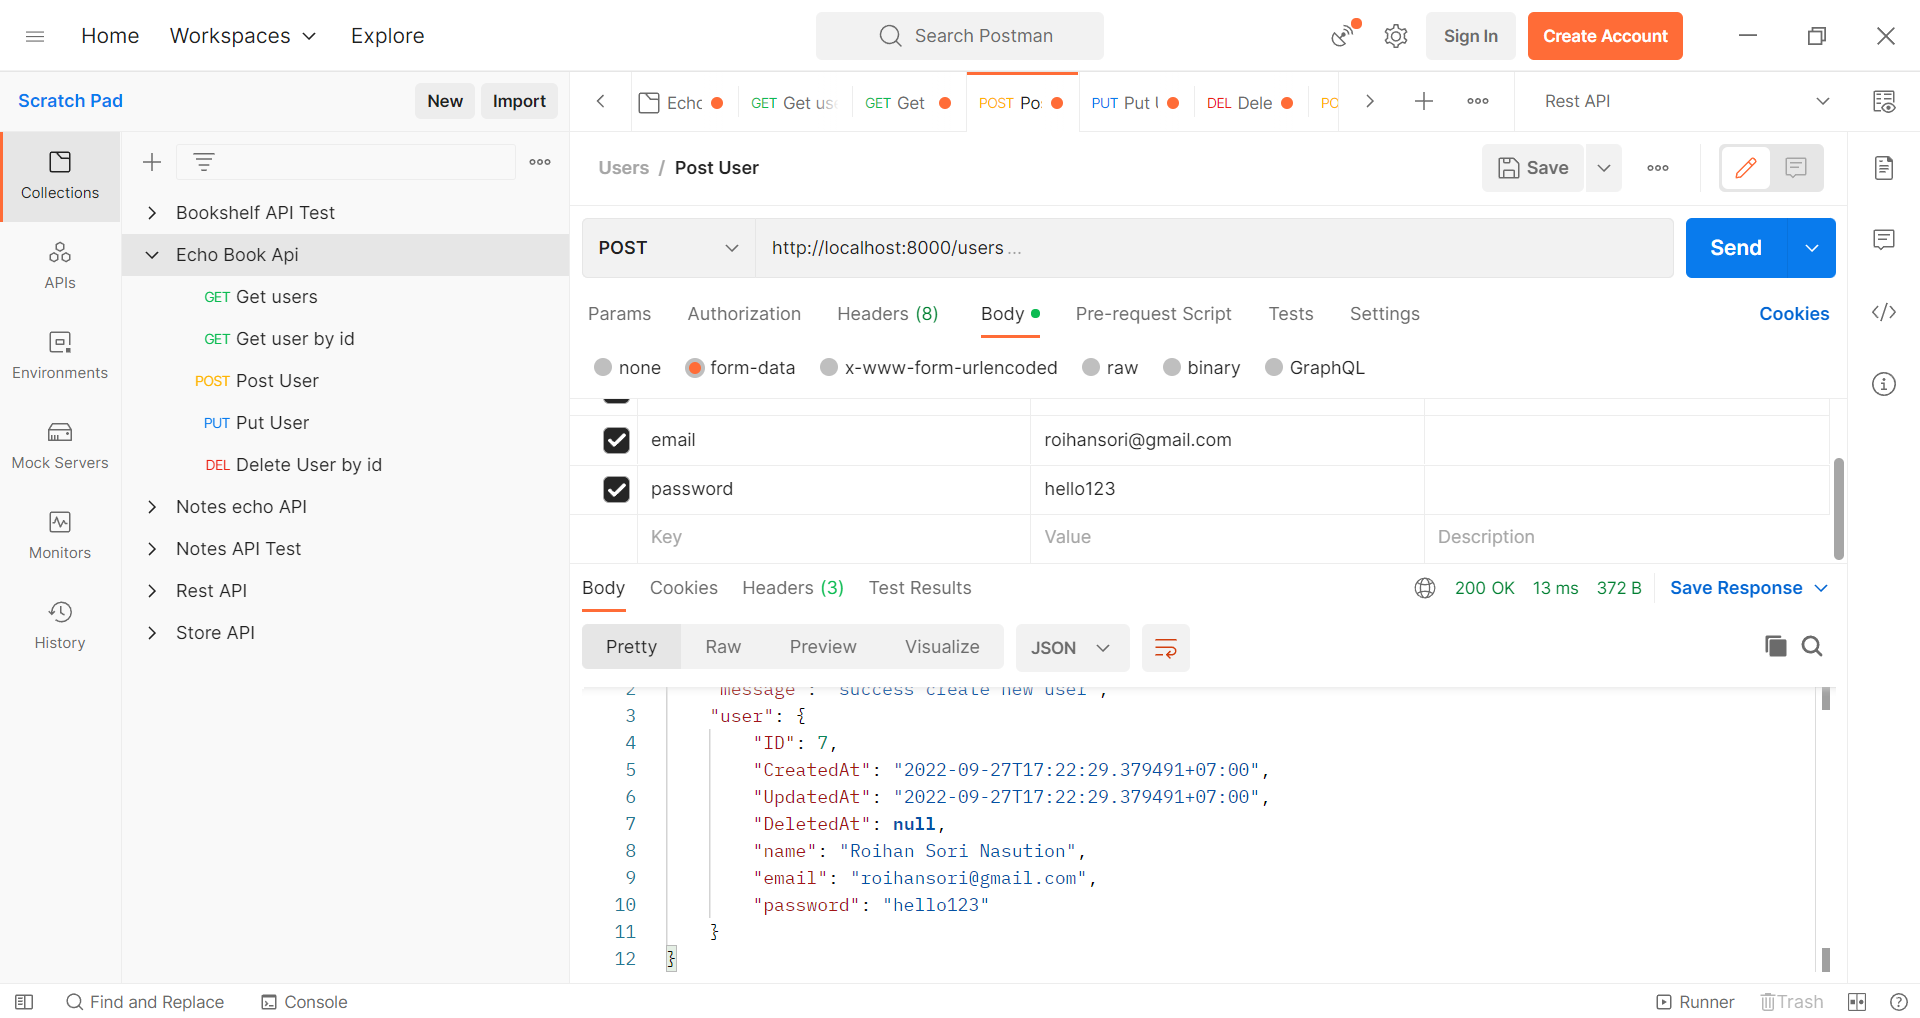 Home Workspaces Explore Search Postman Sign In Create Account
Scratch Pad New Import
Echo GET Get us GET Get POST Po PUT Put DEL Dele PO Rest API
Collections
APIs
Environments
Mock Servers
Monitors
History
Bookshelf API Test
Echo Book Api
GET Get users
GET Get user by id
POST Post User
PUT Put User
DEL Delete User by id
Notes echo API
Notes API Test
Rest API
Store API
Users / Post User Save
POST http://localhost:8000/users ... Send
Params Authorization Headers (8) Body Pre-request Script Tests Settings Cookies
none form-data x-www-form-urlencoded raw binary GraphQL
email roihansori@gmail.com
password hello123
Key Value Description
Body Cookies Headers (3) Test Results 200 OK 13 ms 372 B Save Response
Pretty Raw Preview Visualize JSON
2 "message": "success create new user",
3 "user": {
4 "ID": 7,
5 "CreatedAt": "2022-09-27T17:22:29.379491+07:00",
6 "UpdatedAt": "2022-09-27T17:22:29.379491+07:00",
7 "DeletedAt": null,
8 "name": "Roihan Sori Nasution",
9 "email": "roihansori@gmail.com",
10 "password": "hello123"
11 }
12 }
Find and Replace Console Runner Trash